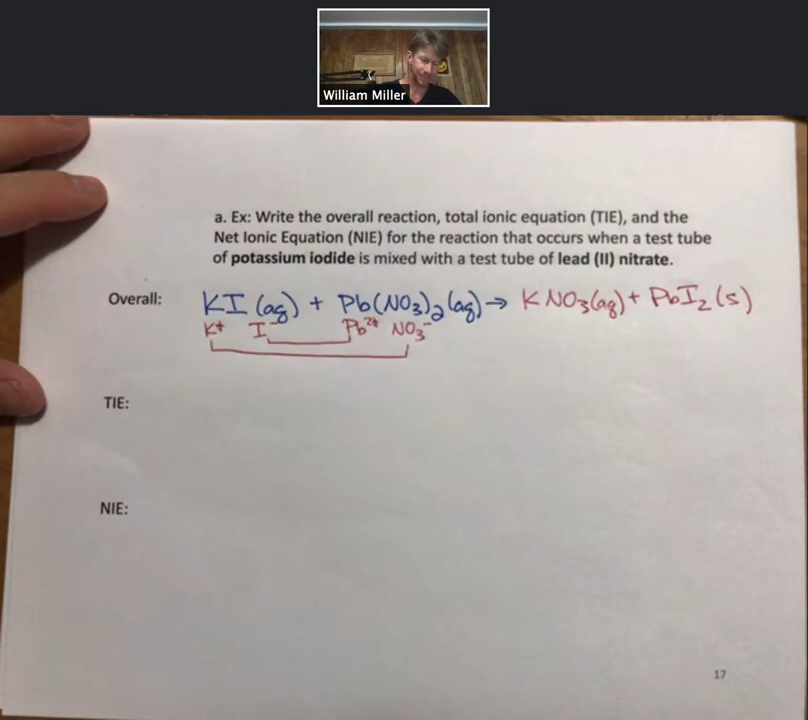 William Miller
a. Ex: Write the overall reaction, total ionic equation (TIE), and the
Net Ionic Equation (NIE) for the reaction that occurs when a test tube
of potassium iodide is mixed with a test tube of lead (II) nitrate.
Overall: KI (aq) + Pb(NO₃)₂(aq) → KNO₃(aq) + PbI₂(s)
K⁺ I⁻ Pb²⁺ NO₃⁻
TIE:
NIE:
17